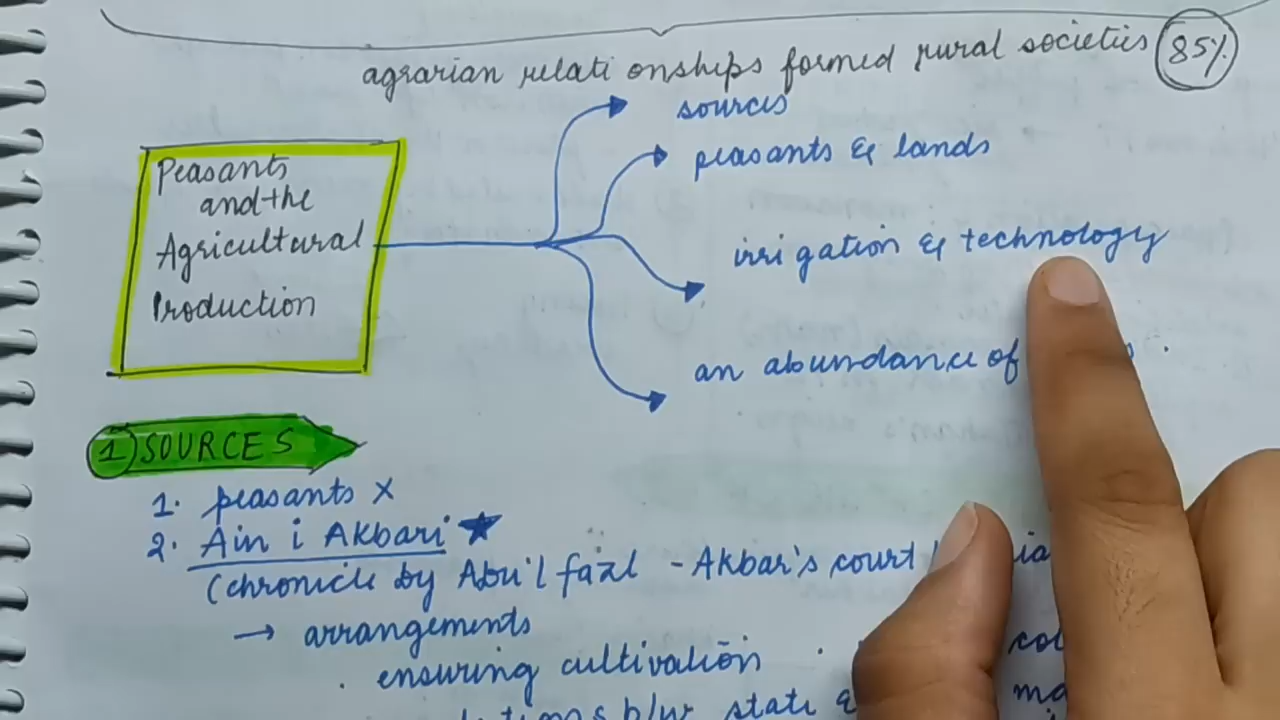 agrarian relationships formed rural societies 85%
sources
peasants & lands
irrigation & technology
an abundance of
Peasants
and the
Agricultural
Production
1 SOURCES
1. peasants X
2. Ain i Akbari ★
(chronicle by Abu'l fazl - Akbar's court
→ arrangements
ensuring cultivation
b/w state &